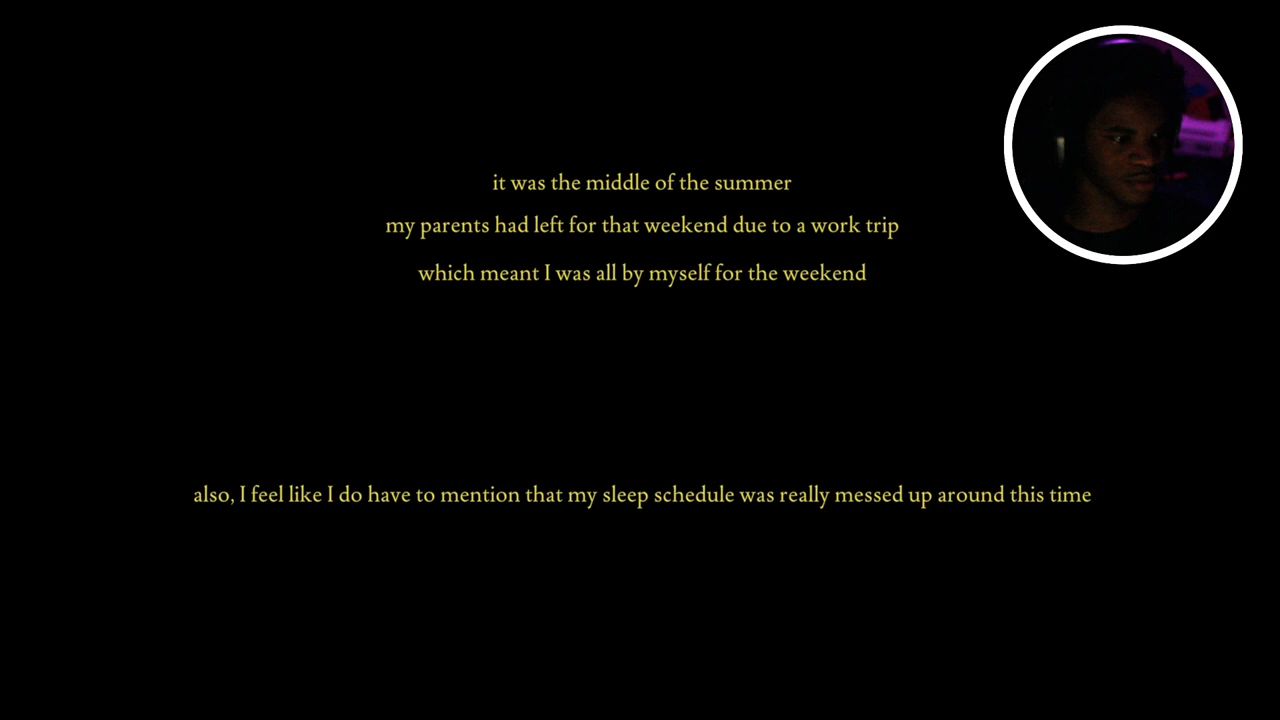 it was the middle of the summer
my parents had left for that weekend due to a work trip
which meant I was all by myself for the weekend
also, I feel like I do have to mention that my sleep schedule was really messed up around this time